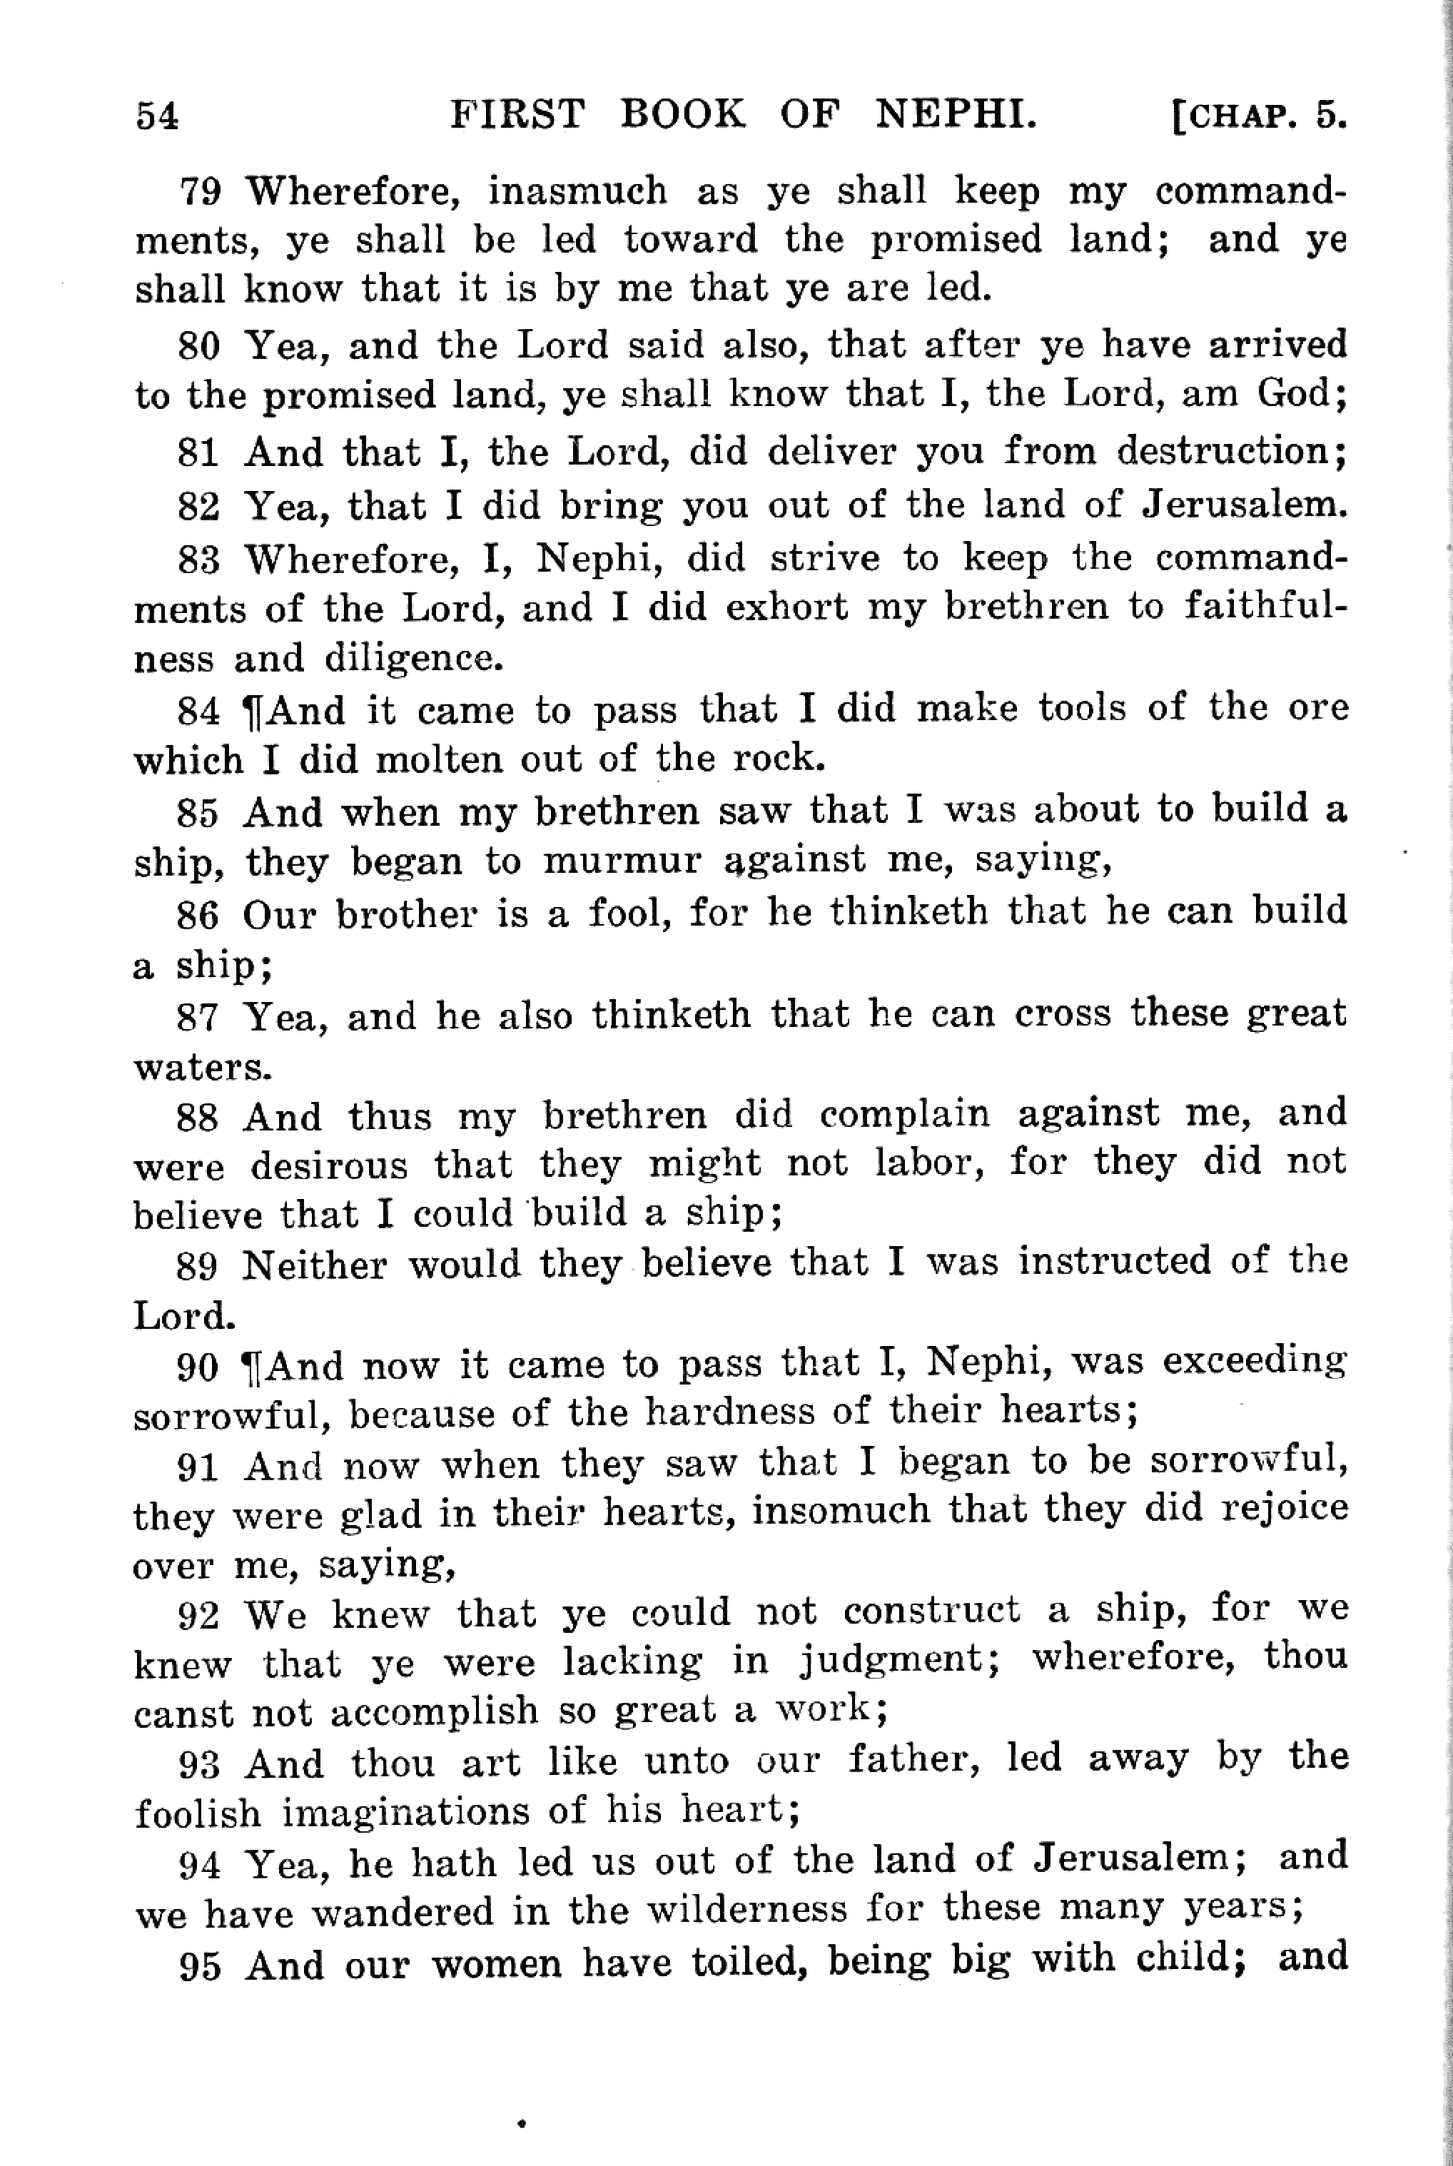 54 FIRST BOOK OF NEPHI. [CHAP. 5.
79 Wherefore, inasmuch as ye shall keep my command-
ments, ye shall be led toward the promised land; and ye
shall know that it is by me that ye are led.
80 Yea, and the Lord said also, that after ye have arrived
to the promised land, ye shall know that I, the Lord, am God;
81 And that I, the Lord, did deliver you from destruction;
82 Yea, that I did bring you out of the land of Jerusalem.
83 Wherefore, I, Nephi, did strive to keep the command-
ments of the Lord, and I did exhort my brethren to faithful-
ness and diligence.
84 ¶And it came to pass that I did make tools of the ore
which I did molten out of the rock.
85 And when my brethren saw that I was about to build a
ship, they began to murmur against me, saying,
86 Our brother is a fool, for he thinketh that he can build
a ship;
87 Yea, and he also thinketh that he can cross these great
waters.
88 And thus my brethren did complain against me, and
were desirous that they might not labor, for they did not
believe that I could build a ship;
89 Neither would they believe that I was instructed of the
Lord.
90 ¶And now it came to pass that I, Nephi, was exceeding
sorrowful, because of the hardness of their hearts;
91 And now when they saw that I began to be sorrowful,
they were glad in their hearts, insomuch that they did rejoice
over me, saying,
92 We knew that ye could not construct a ship, for we
knew that ye were lacking in judgment; wherefore, thou
canst not accomplish so great a work;
93 And thou art like unto our father, led away by the
foolish imaginations of his heart;
94 Yea, he hath led us out of the land of Jerusalem; and
we have wandered in the wilderness for these many years;
95 And our women have toiled, being big with child; and